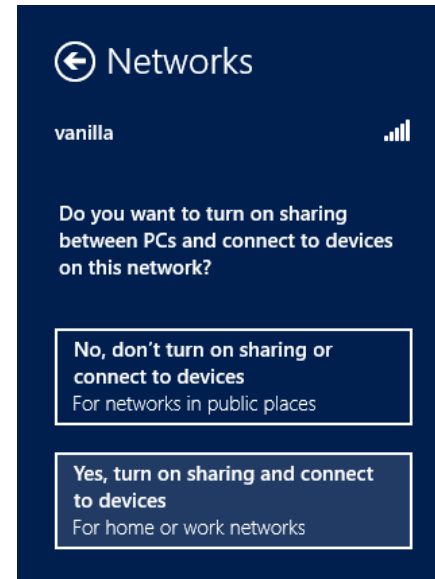 Networks
vanilla
Do you want to turn on sharing
between PCs and connect to devices
on this network?
No, don't turn on sharing or
connect to devices
For networks in public places
Yes, turn on sharing and connect
to devices
For home or work networks